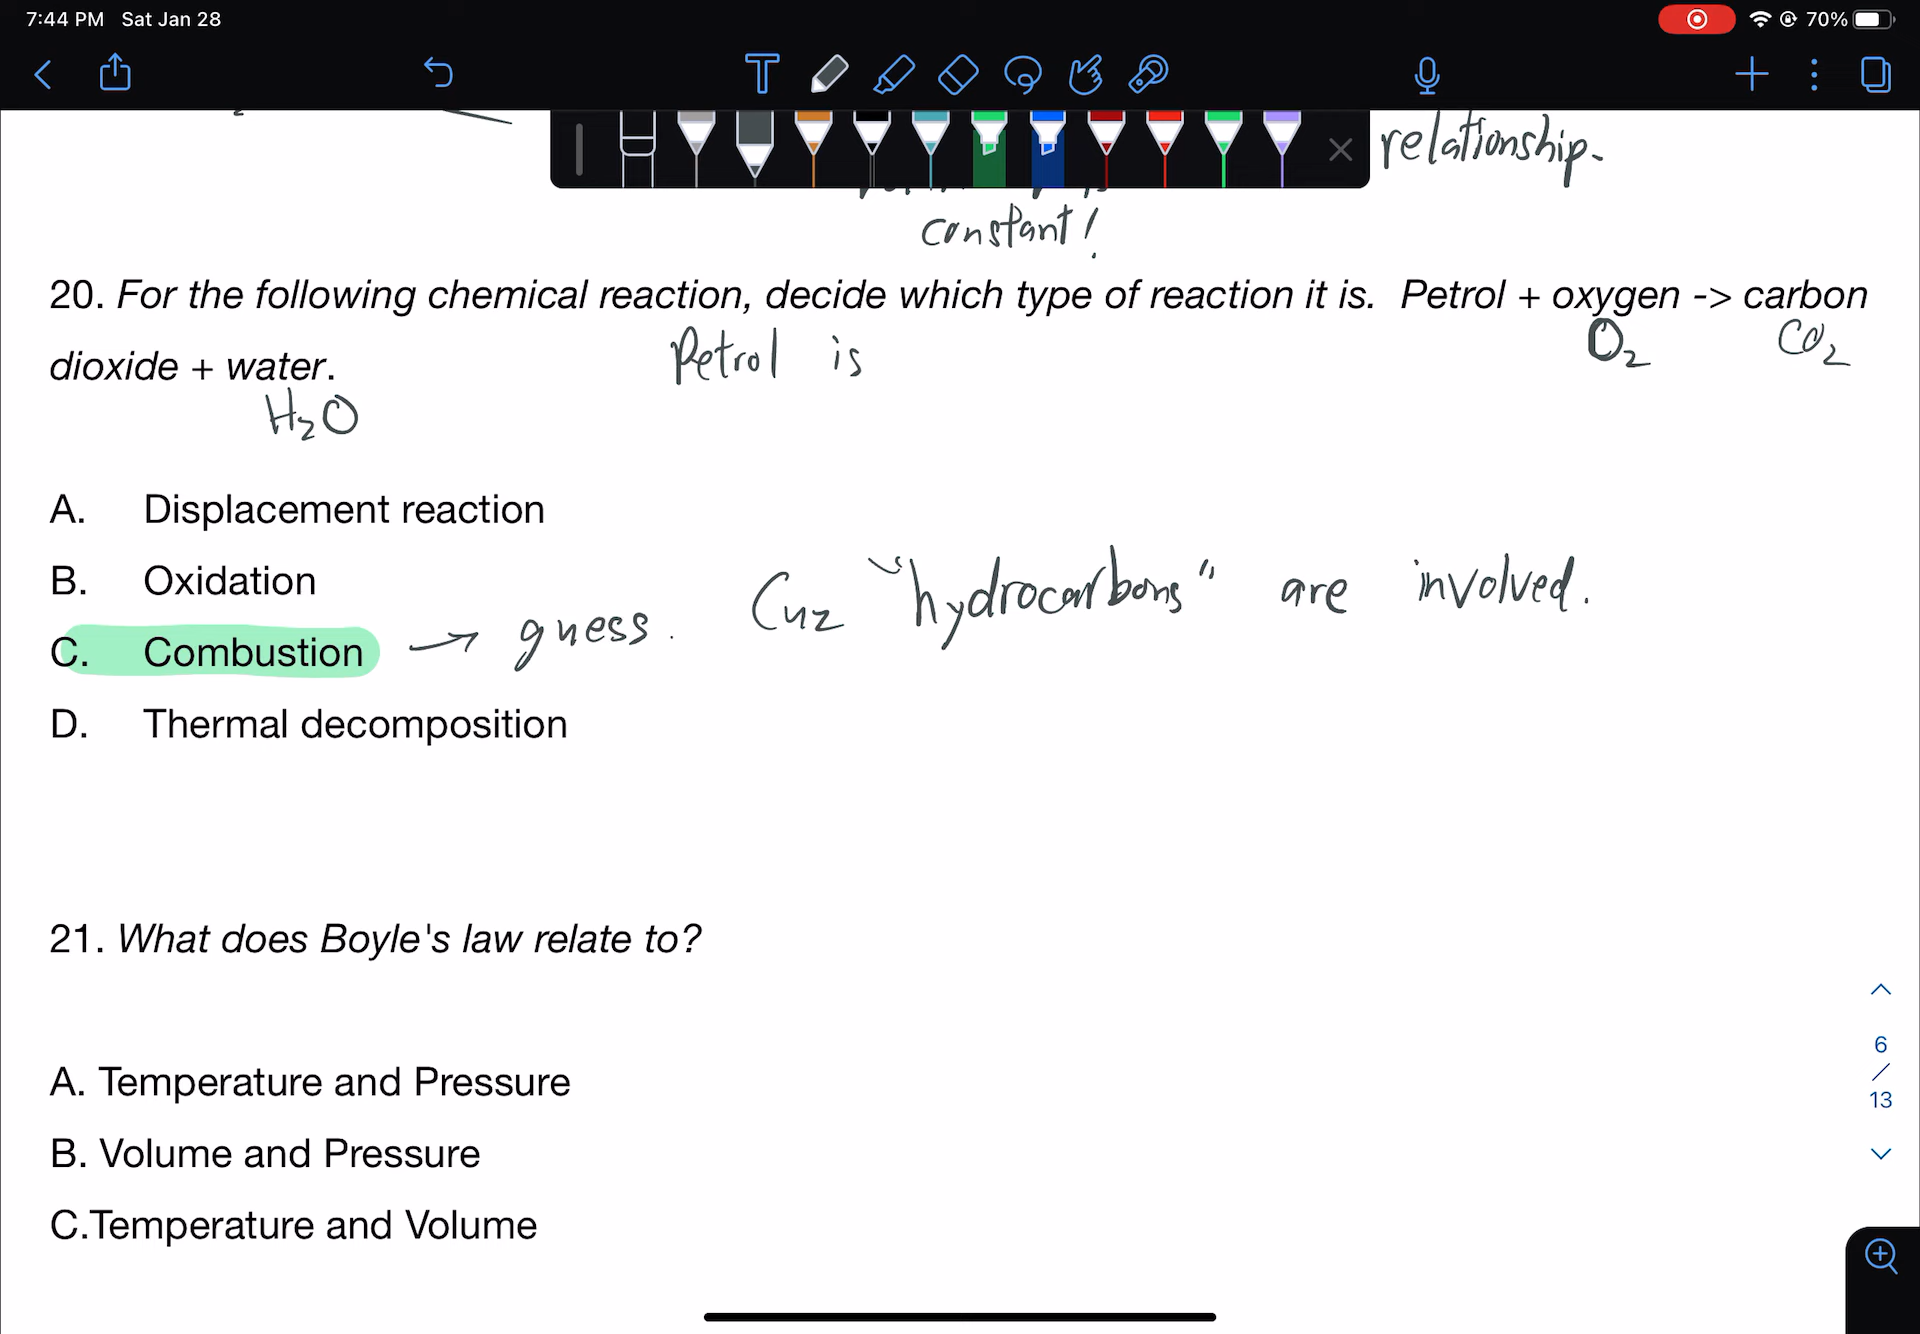 7:44 PM Sat Jan 28
70%
relationship.
constant!
20. For the following chemical reaction, decide which type of reaction it is. Petrol + oxygen -> carbon
O2 CO2
dioxide + water.
Petrol is
H2O
A. Displacement reaction
B. Oxidation
C. Combustion → guess. Cuz "hydrocarbons" are involved.
D. Thermal decomposition
21. What does Boyle's law relate to?
A. Temperature and Pressure
B. Volume and Pressure
C.Temperature and Volume
6
/
13